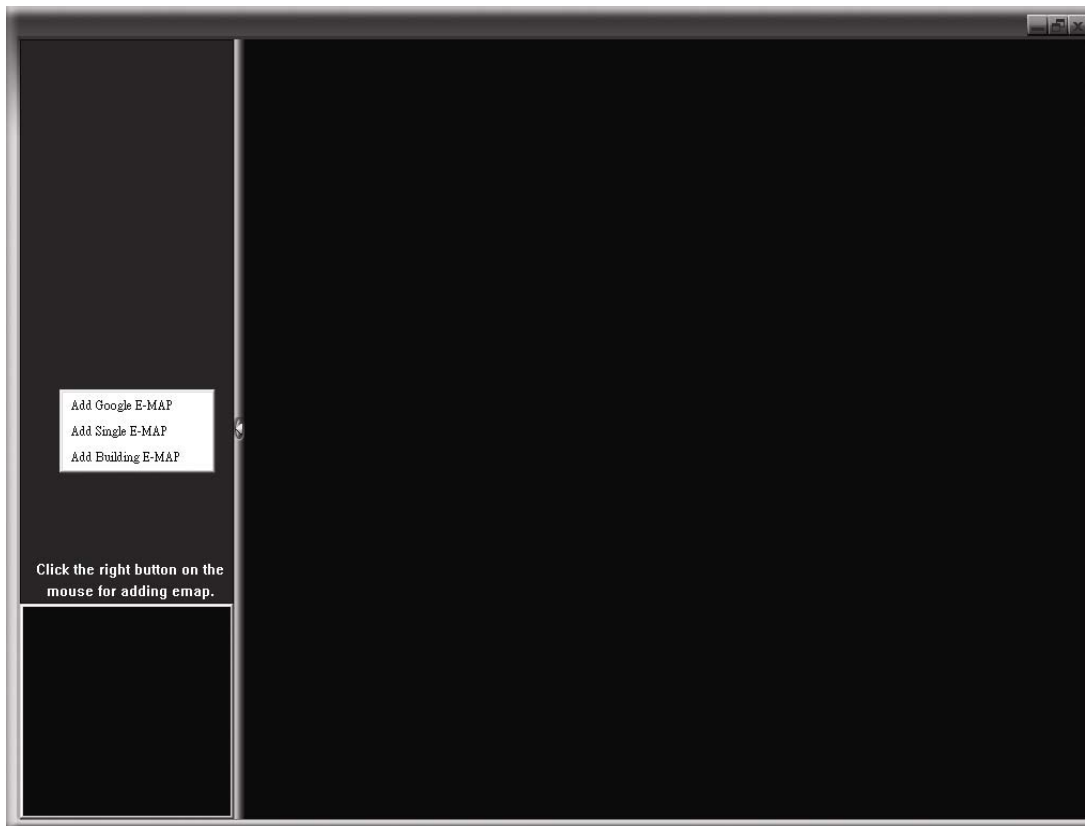 Add Google E-MAP
Add Single E-MAP
Add Building E-MAP
Click the right button on the
mouse for adding emap.